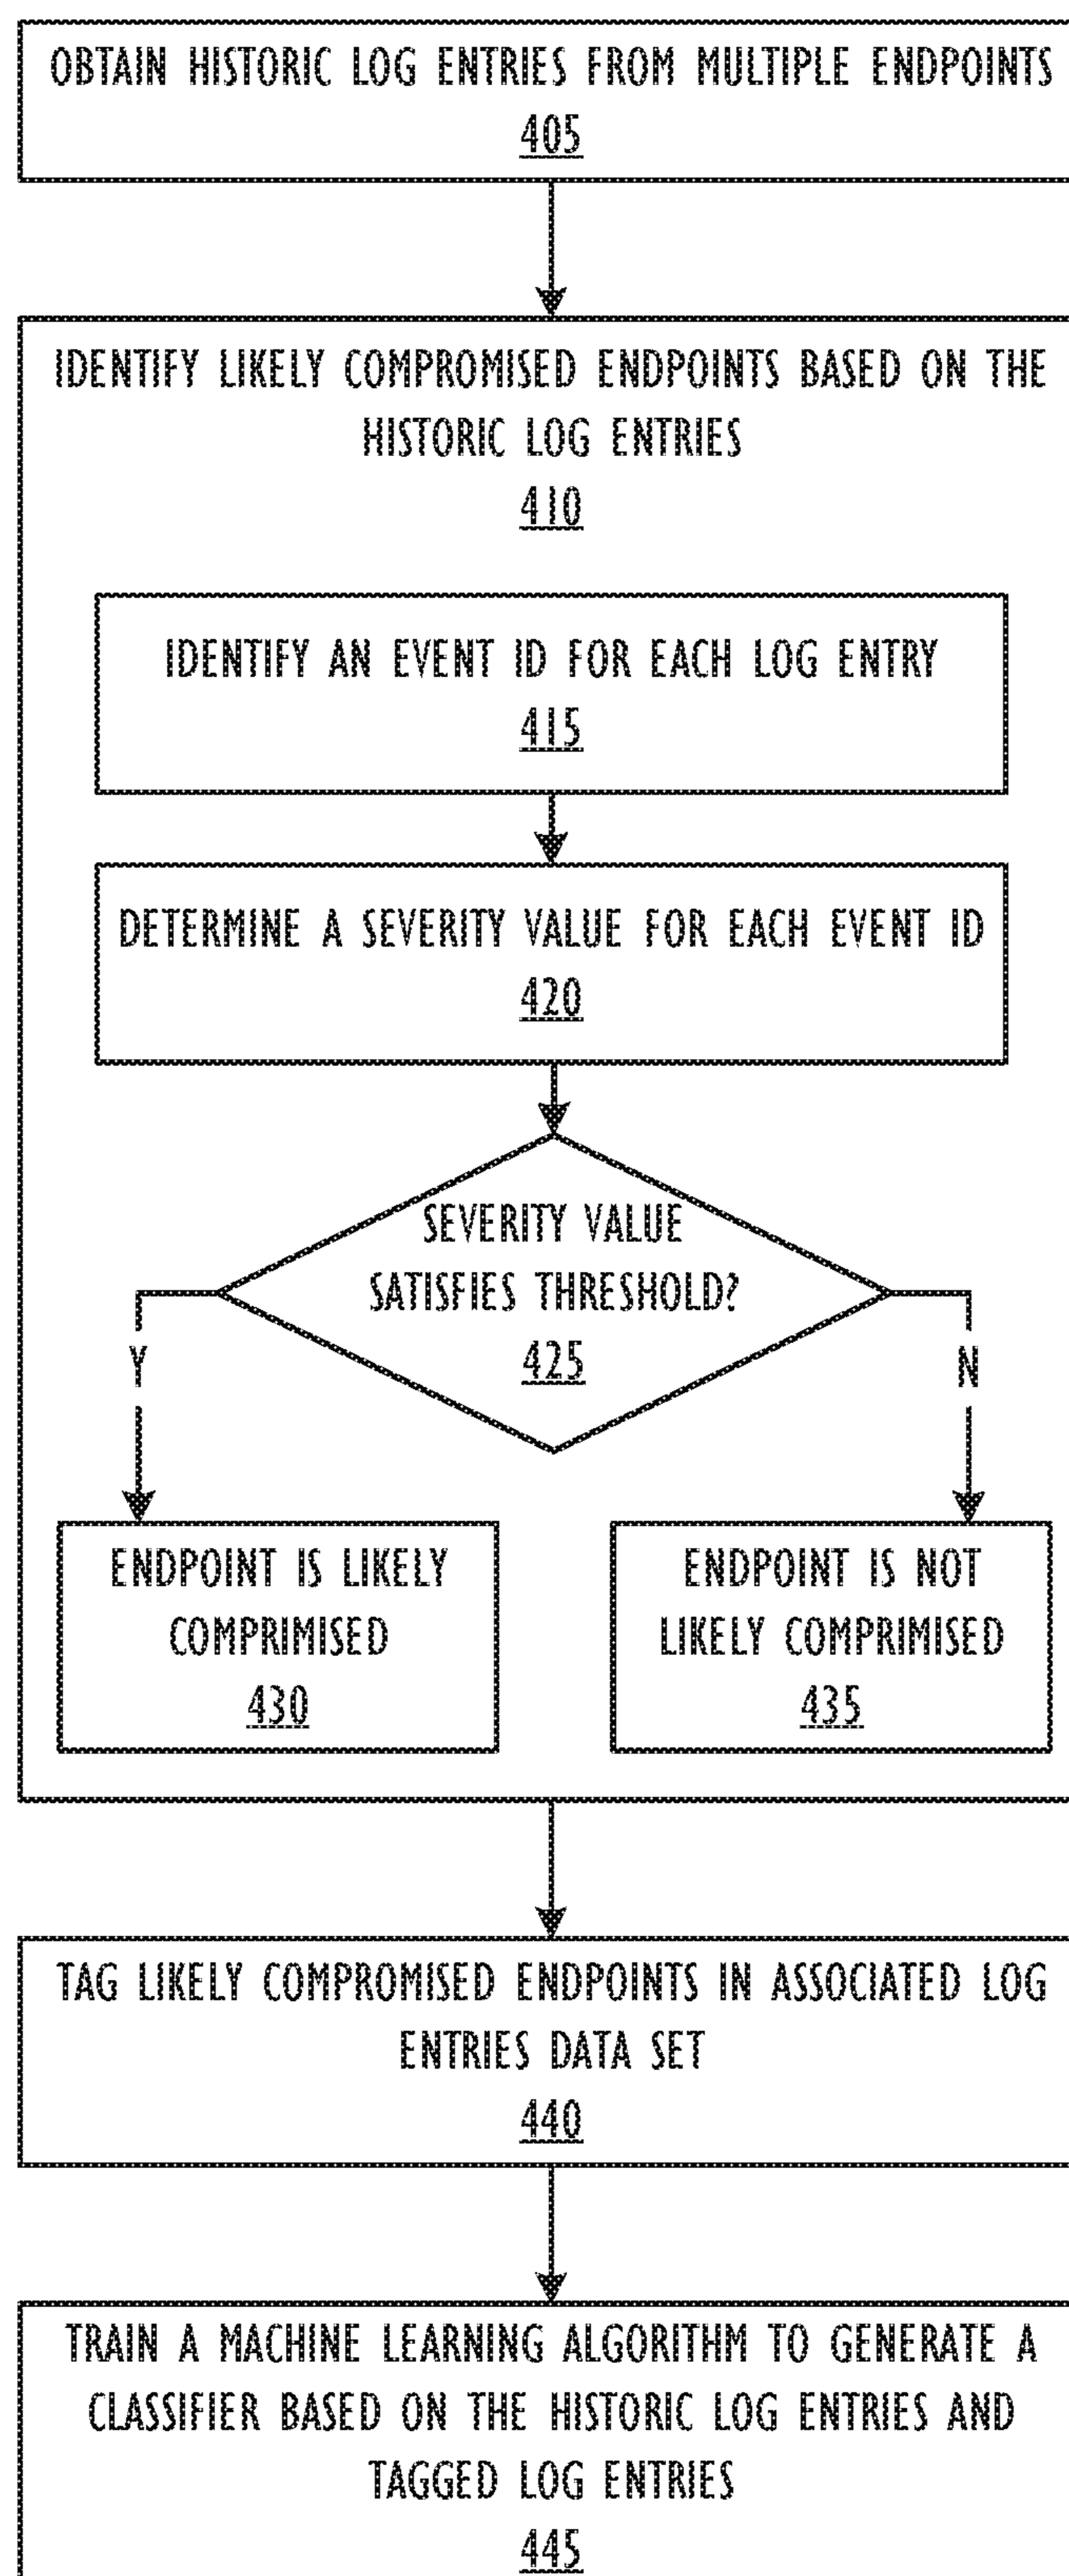 OBTAIN HISTORIC LOG ENTRIES FROM MULTIPLE ENDPOINTS
405
IDENTIFY LIKELY COMPROMISED ENDPOINTS BASED ON THE
HISTORIC LOG ENTRIES
410
IDENTIFY AN EVENT ID FOR EACH LOG ENTRY
415
DETERMINE A SEVERITY VALUE FOR EACH EVENT ID
420
SEVERITY VALUE
SATISFIES THRESHOLD?
425
Y
N
ENDPOINT IS LIKELY
COMPRIMISED
430
ENDPOINT IS NOT
LIKELY COMPRIMISED
435
TAG LIKELY COMPROMISED ENDPOINTS IN ASSOCIATED LOG
ENTRIES DATA SET
440
TRAIN A MACHINE LEARNING ALGORITHM TO GENERATE A
CLASSIFIER BASED ON THE HISTORIC LOG ENTRIES AND
TAGGED LOG ENTRIES
445